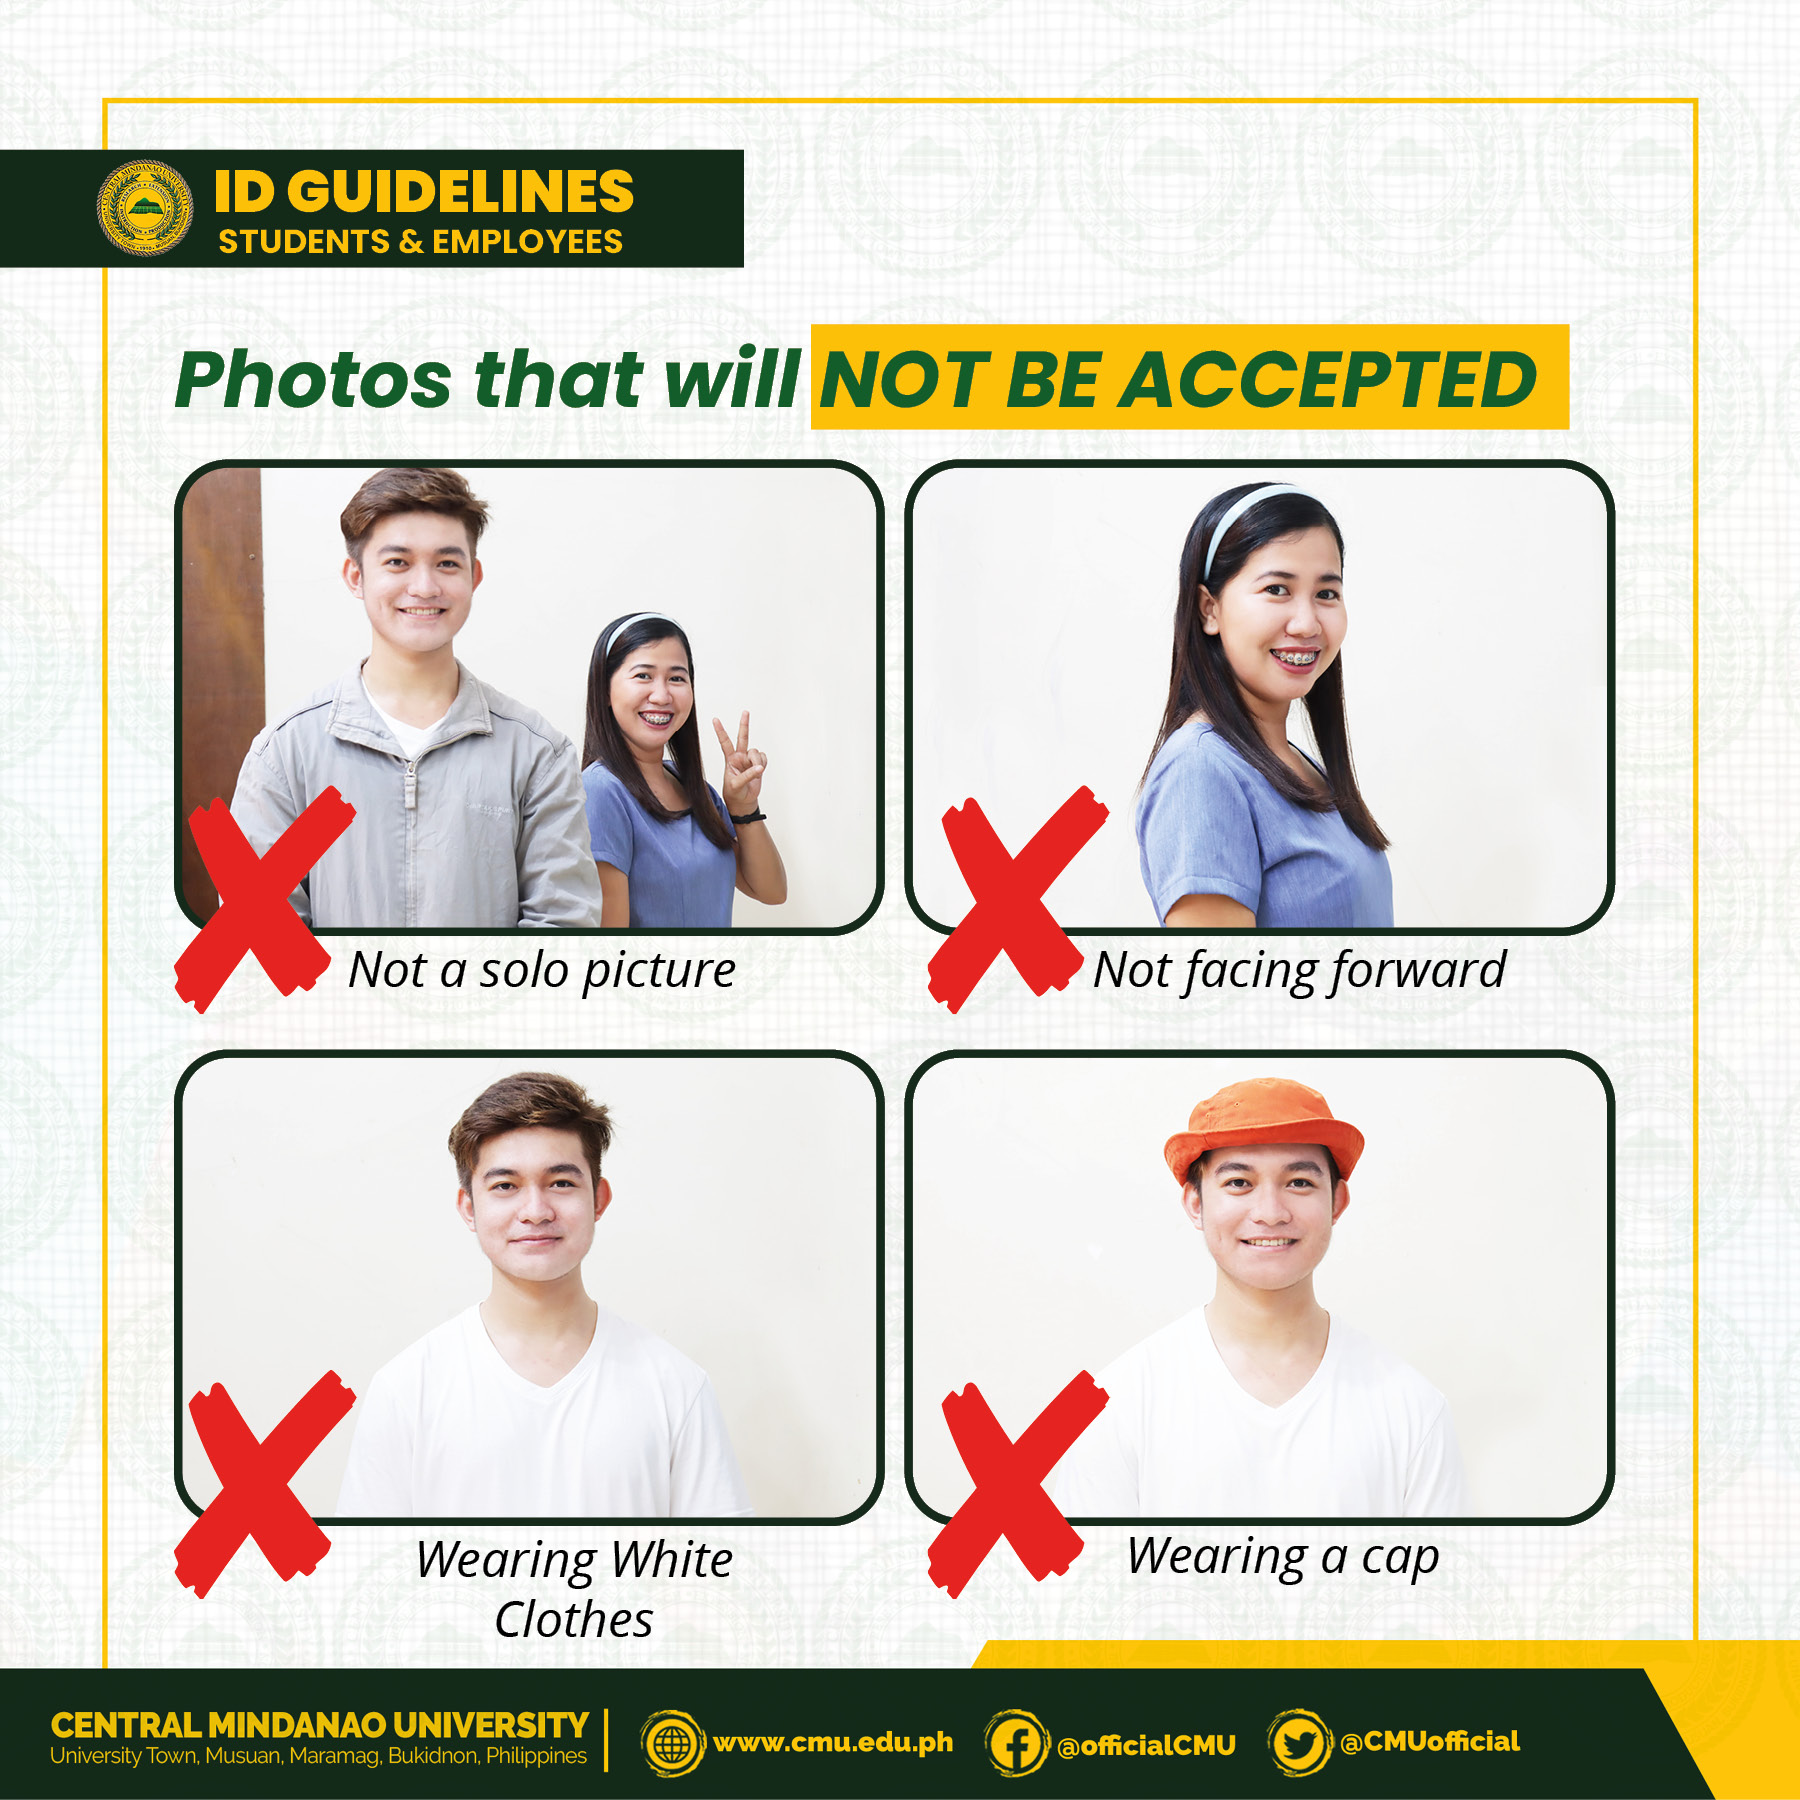 ID GUIDELINES
STUDENTS & EMPLOYEES
Photos that will NOT BE ACCEPTED
Not a solo picture
Not facing forward
Wearing White
Clothes
Wearing a cap
CENTRAL MINDANAO UNIVERSITY
University Town, Musuan, Maramag, Bukidnon, Philippines
www.cmu.edu.ph
@officialCMU
@CMUofficial